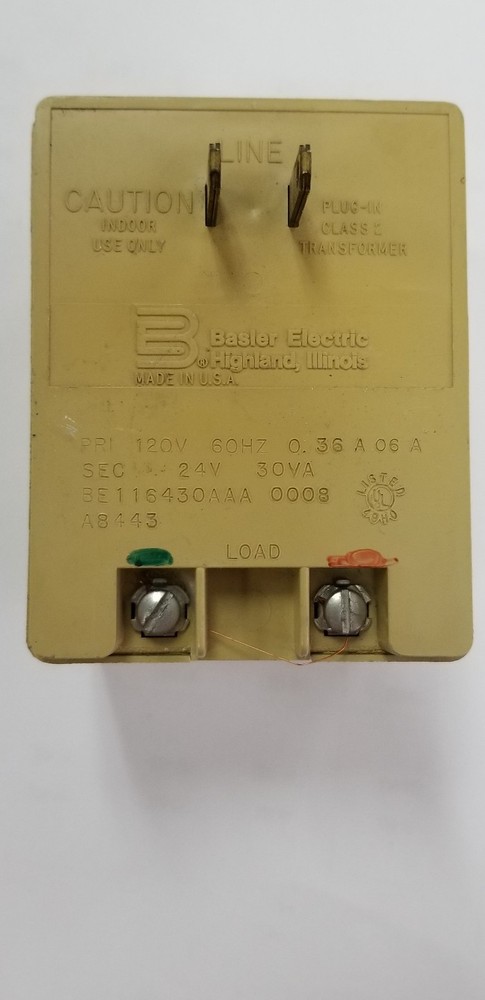 LINE
CAUTION
INDOOR
USE ONLY
PLUG-IN
CLASS 2
TRANSFORMER
B
Basler Electric
® Highland, Illinois
MADE IN U.S.A.
PRI 120V 60HZ 0.36 A 06 A
SEC 24V 30VA
BE116430AAA 0008
A8443
LISTED
UL
LOAD